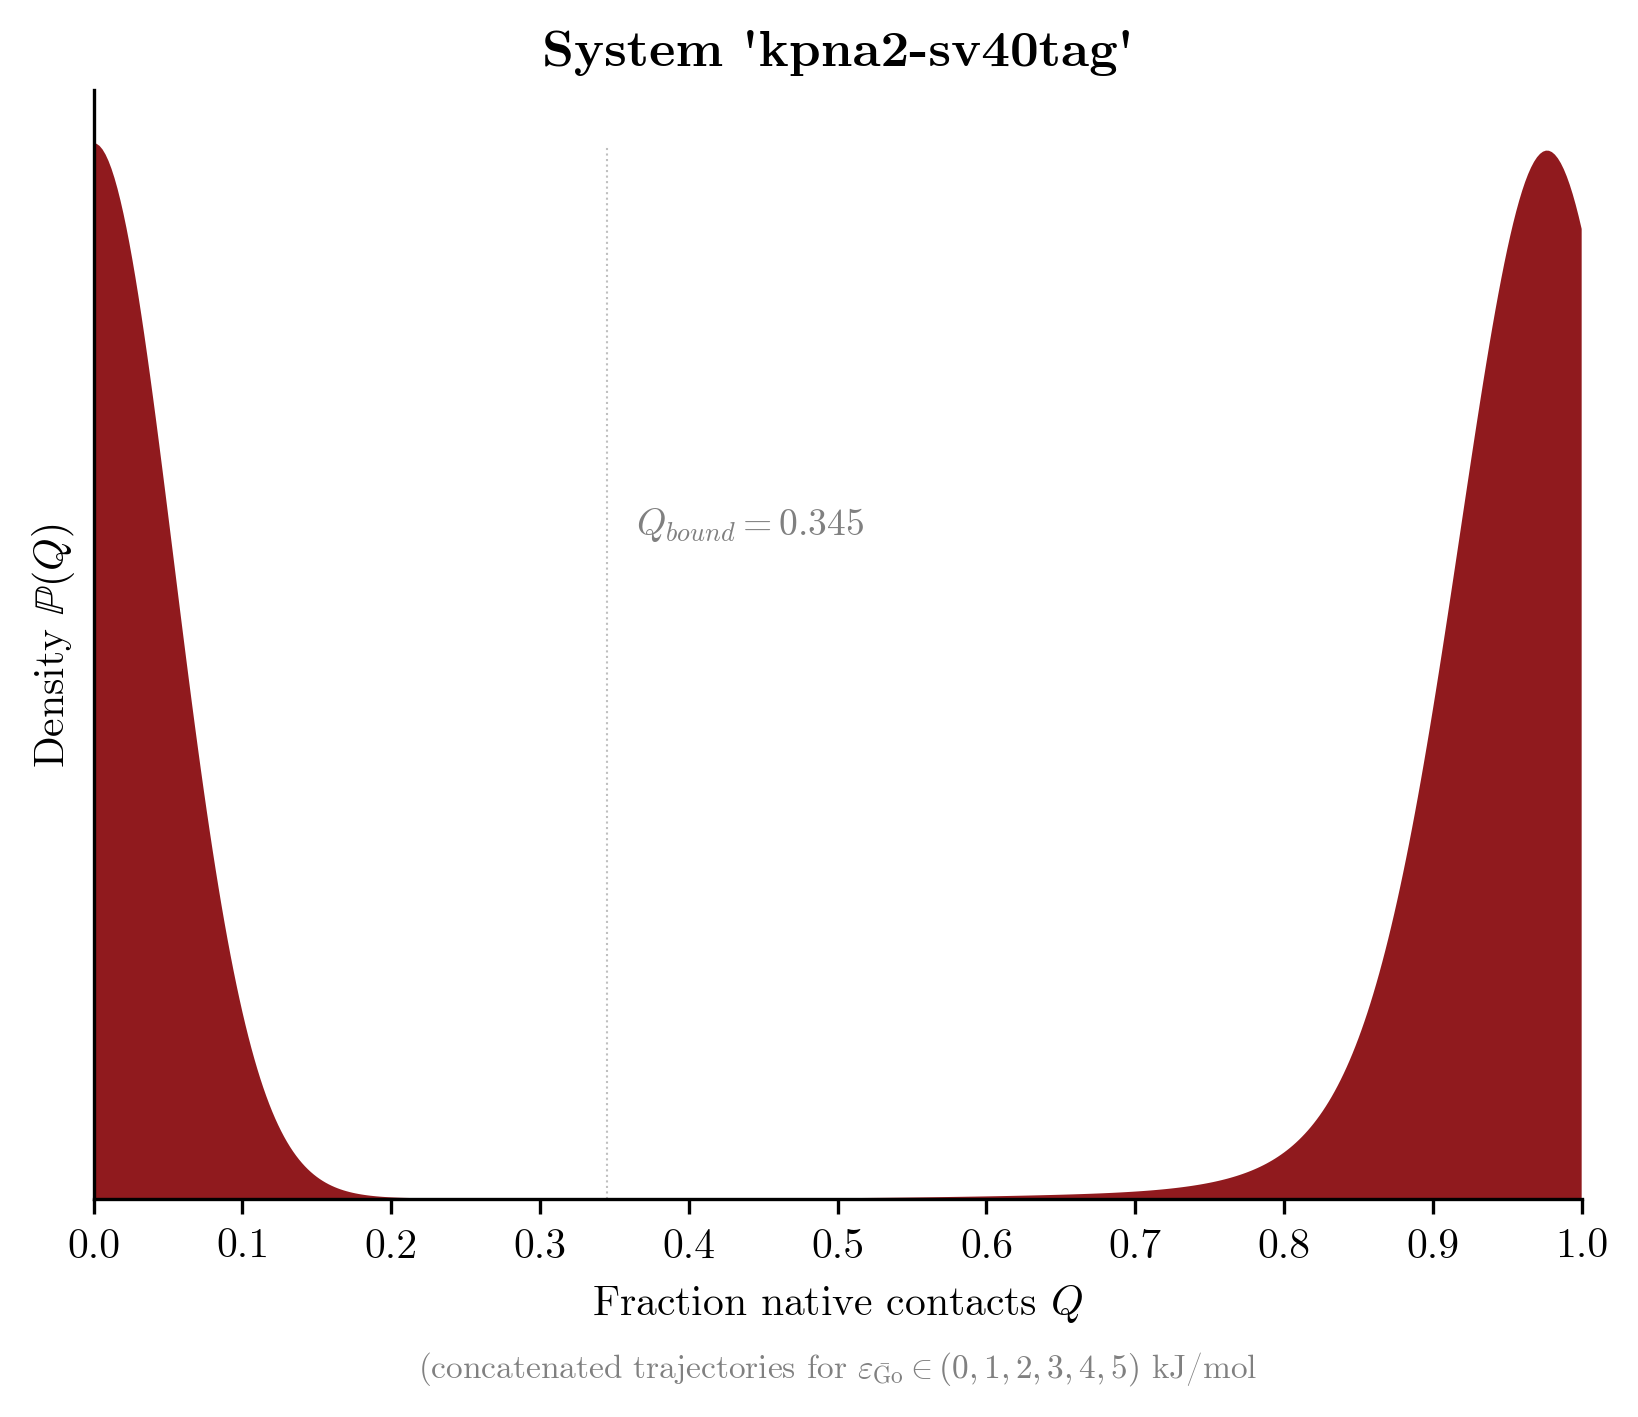 System 'kpna2-sv40tag'
Density ℙ(Q)
Q_bound = 0.345
0.0 0.1 0.2 0.3 0.4 0.5 0.6 0.7 0.8 0.9 1.0
Fraction native contacts Q
(concatenated trajectories for ε_Ḡo ∈ (0, 1, 2, 3, 4, 5) kJ/mol